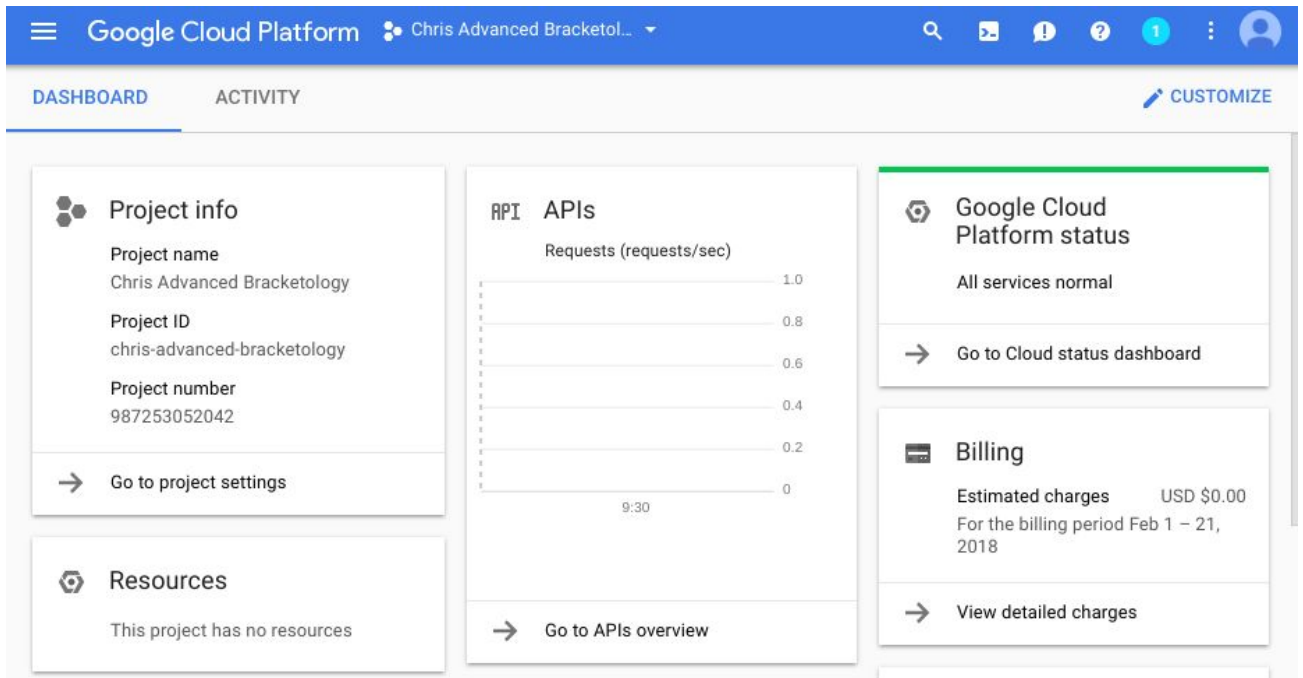 Google Cloud Platform
Chris Advanced Bracketol...
1
DASHBOARD
ACTIVITY
CUSTOMIZE
Project info
Project name
Chris Advanced Bracketology
Project ID
chris-advanced-bracketology
Project number
987253052042
Go to project settings
Resources
This project has no resources
API APIs
Requests (requests/sec)
1.0
0.8
0.6
0.4
0.2
0
9:30
Go to APIs overview
Google Cloud
Platform status
All services normal
Go to Cloud status dashboard
Billing
Estimated charges USD $0.00
For the billing period Feb 1 – 21,
2018
View detailed charges